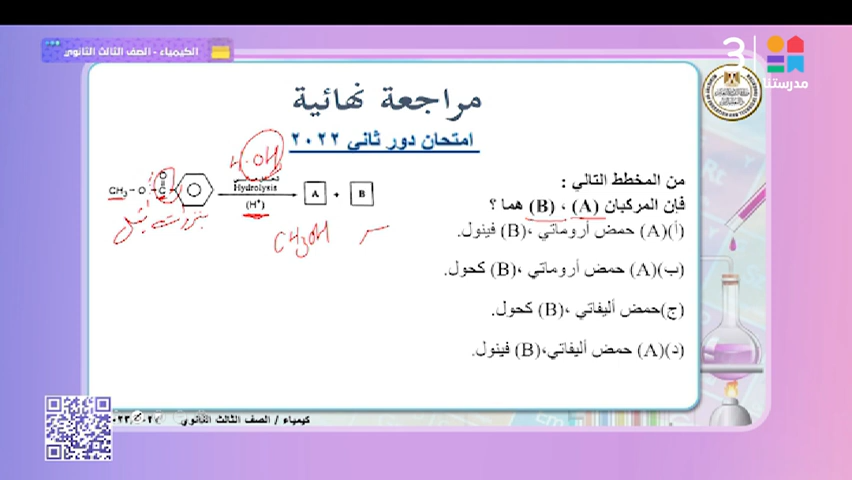 الكيمياء - الصف الثالث الثانوي
3
مدرستنا
مراجعة نهائية
امتحان دور ثاني ٢٠٢٢
من المخطط التالي :
فإن المركبان (A) ، (B) هما ؟
CH₃ – O – C
O
Hydrolysis
(H⁺)
A + B
بنزوات
CH₃OH
(أ)(A) حمض أروماتي ،(B) فينول.
(ب)(A) حمض أروماتي ،(B) كحول.
(ج)حمض أليفاتي ،(B) كحول.
(د)(A) حمض أليفاتي،(B) فينول.
كيمياء / الصف الثالث الثانوي